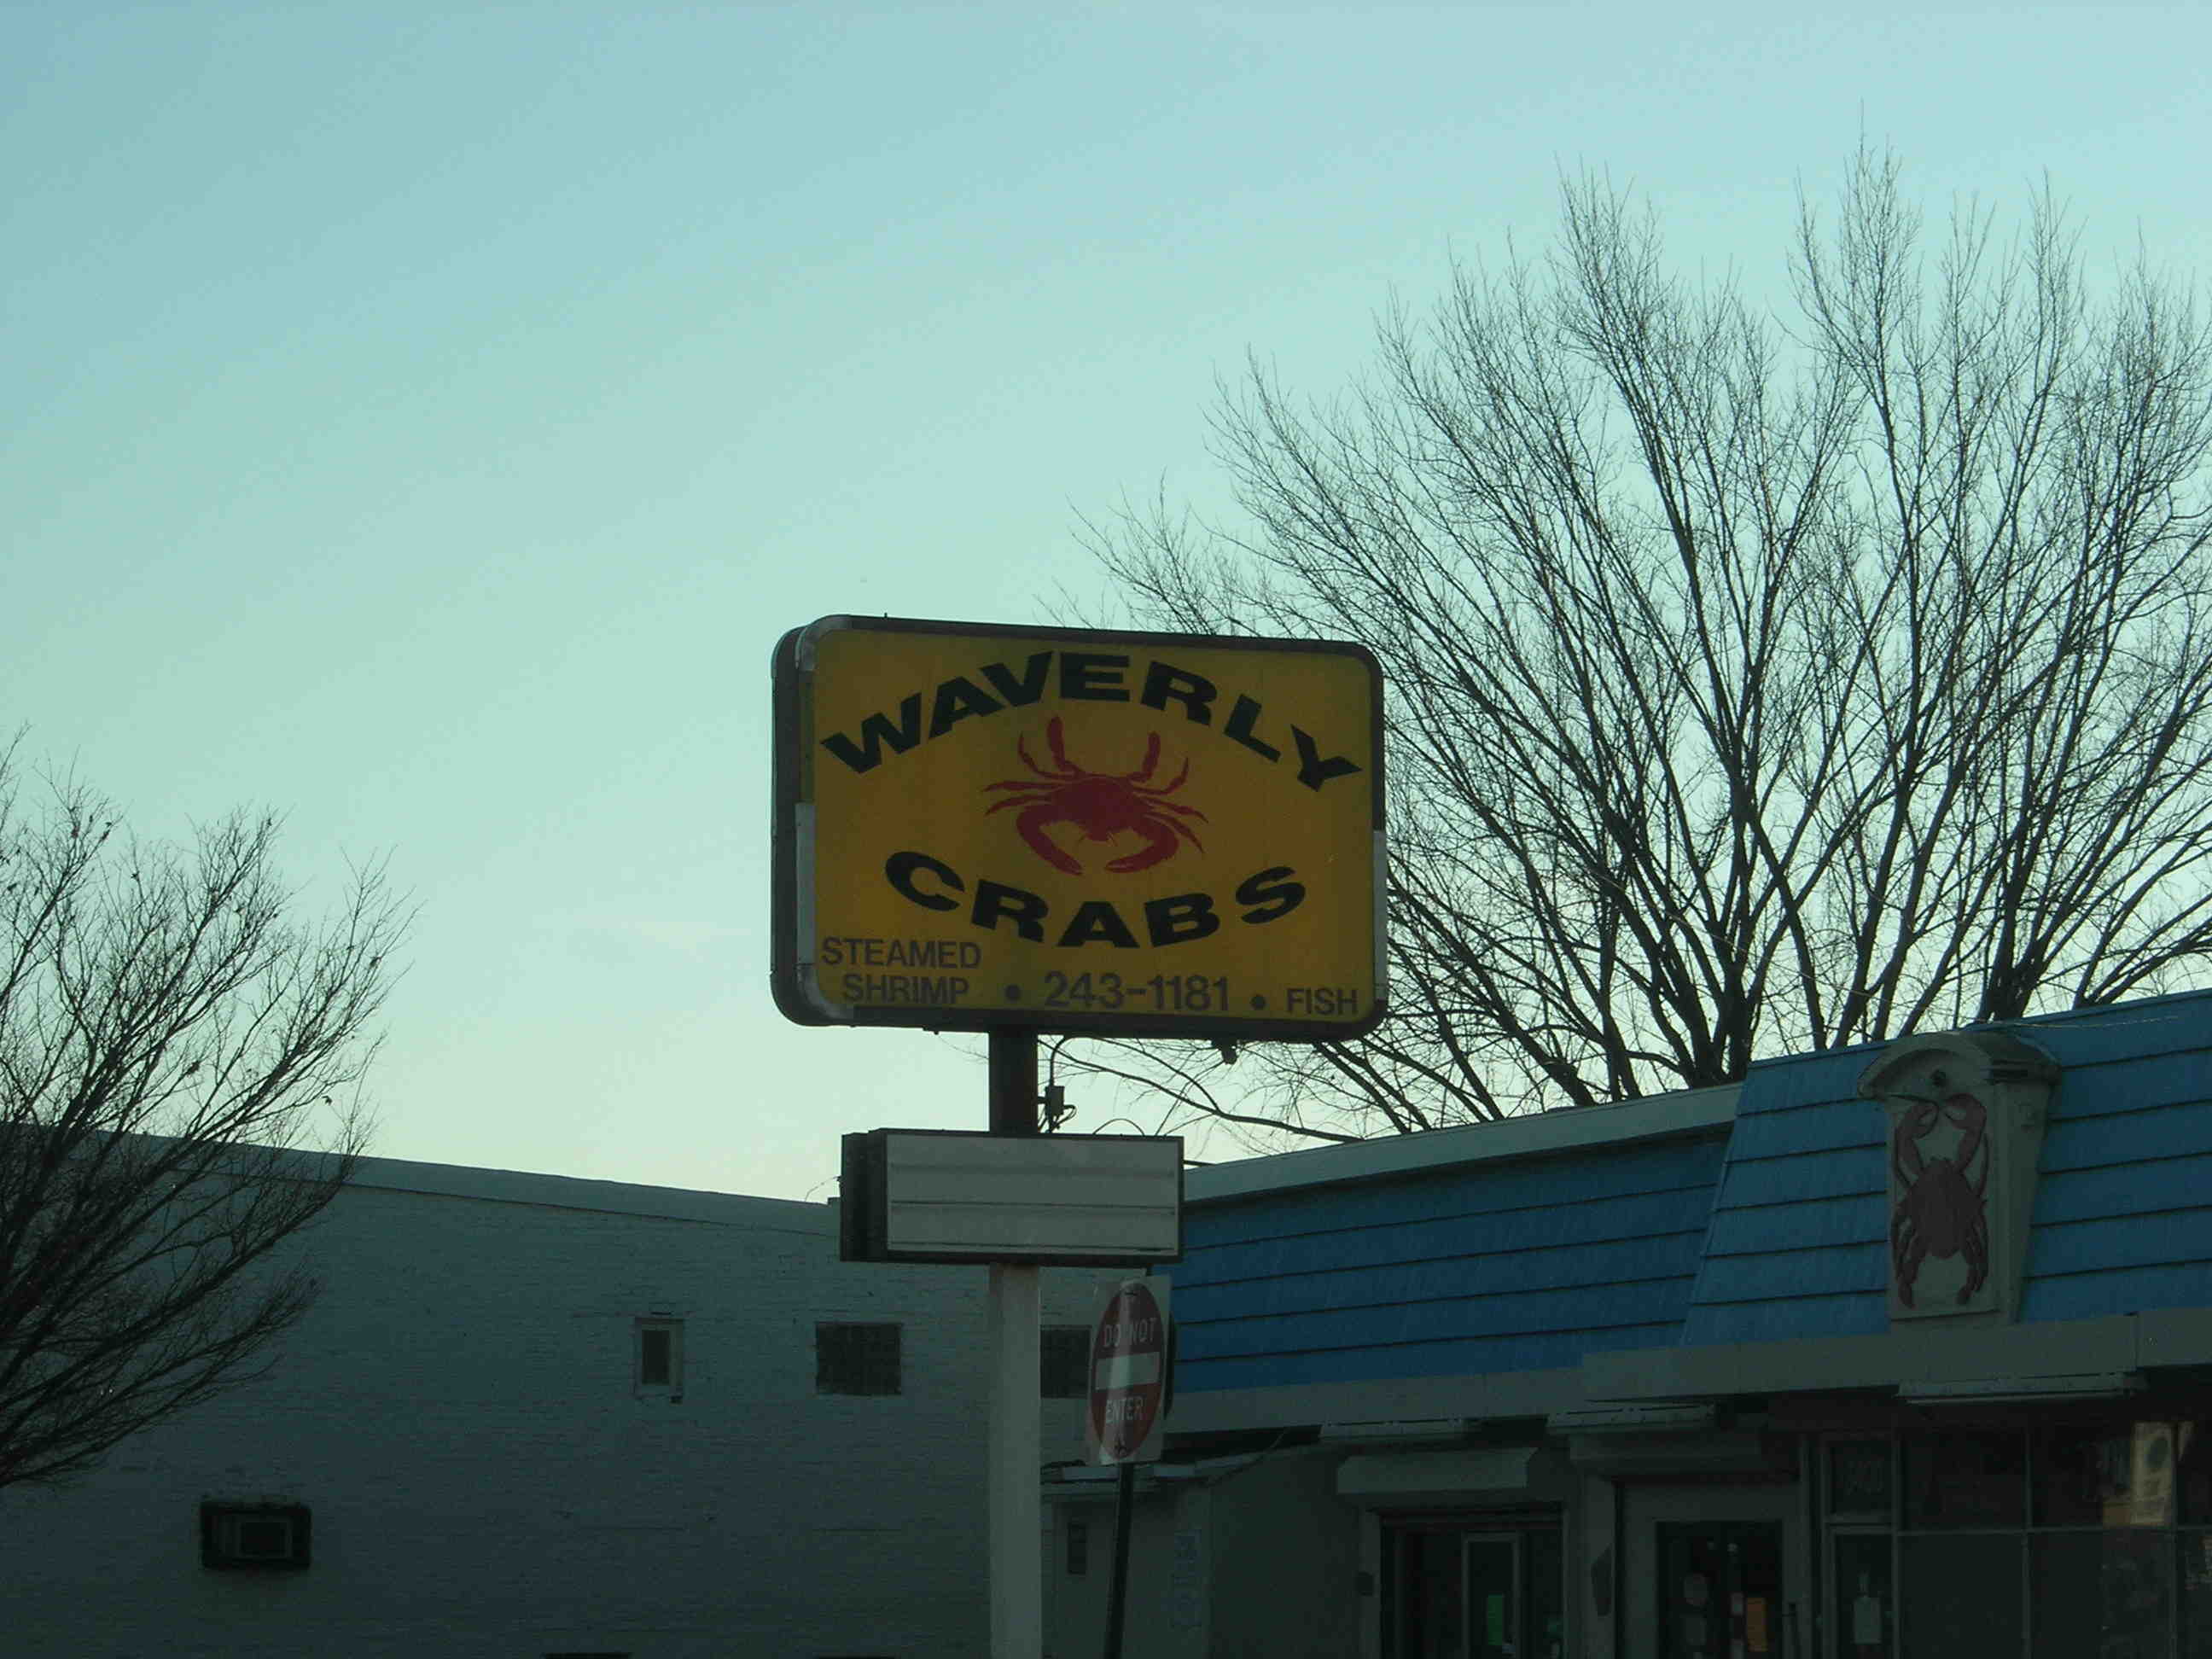 WAVERLY
CRABS
STEAMED
SHRIMP • 243-1181 • FISH
DO NOT
ENTER